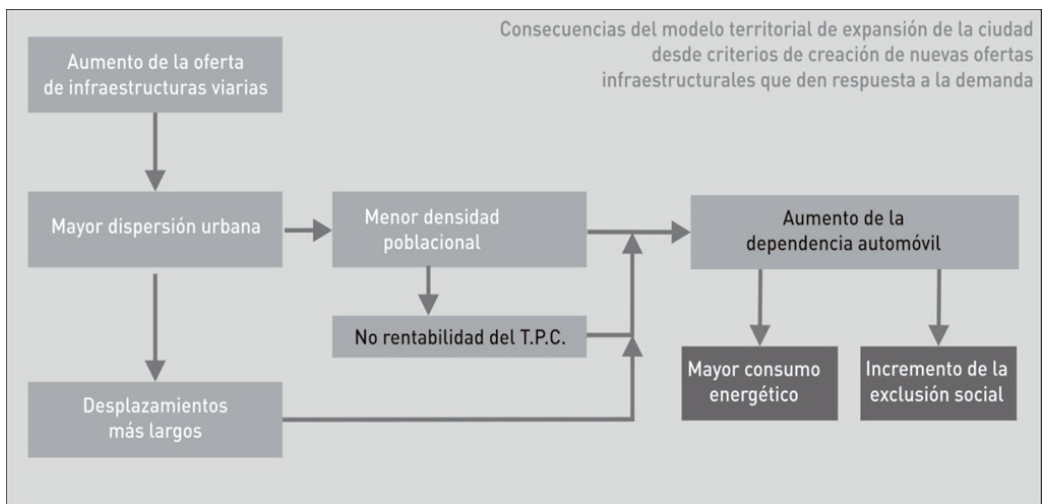 Consecuencias del modelo territorial de expansión de la ciudad
desde criterios de creación de nuevas ofertas
infraestructurales que den respuesta a la demanda
Aumento de la oferta
de infraestructuras viarias
Mayor dispersión urbana
Menor densidad
poblacional
Aumento de la
dependencia automóvil
No rentabilidad del T.P.C.
Mayor consumo
energético
Incremento de la
exclusión social
Desplazamientos
más largos